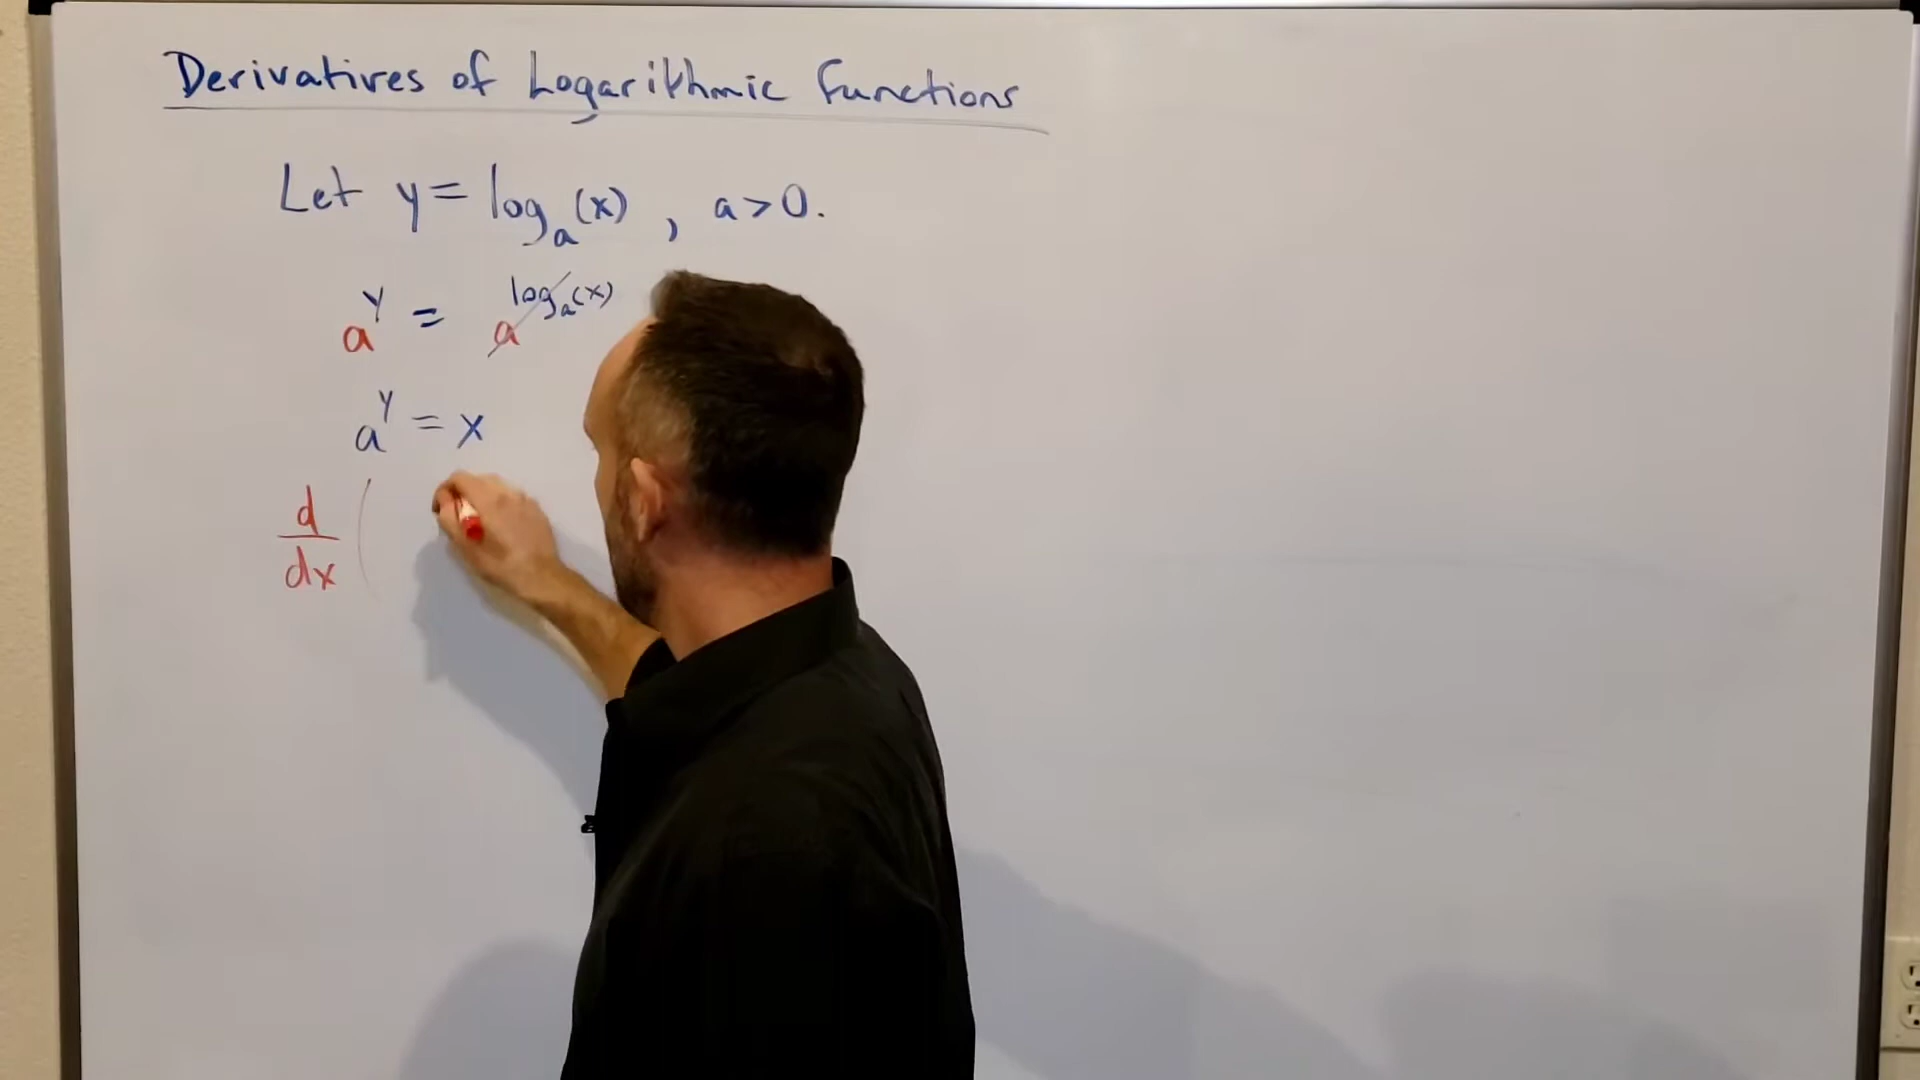 Derivatives of Logarithmic Functions
Let y = log_a(x) , a > 0.
a^y = a^log_a(x)
a^y = x
d/dx (